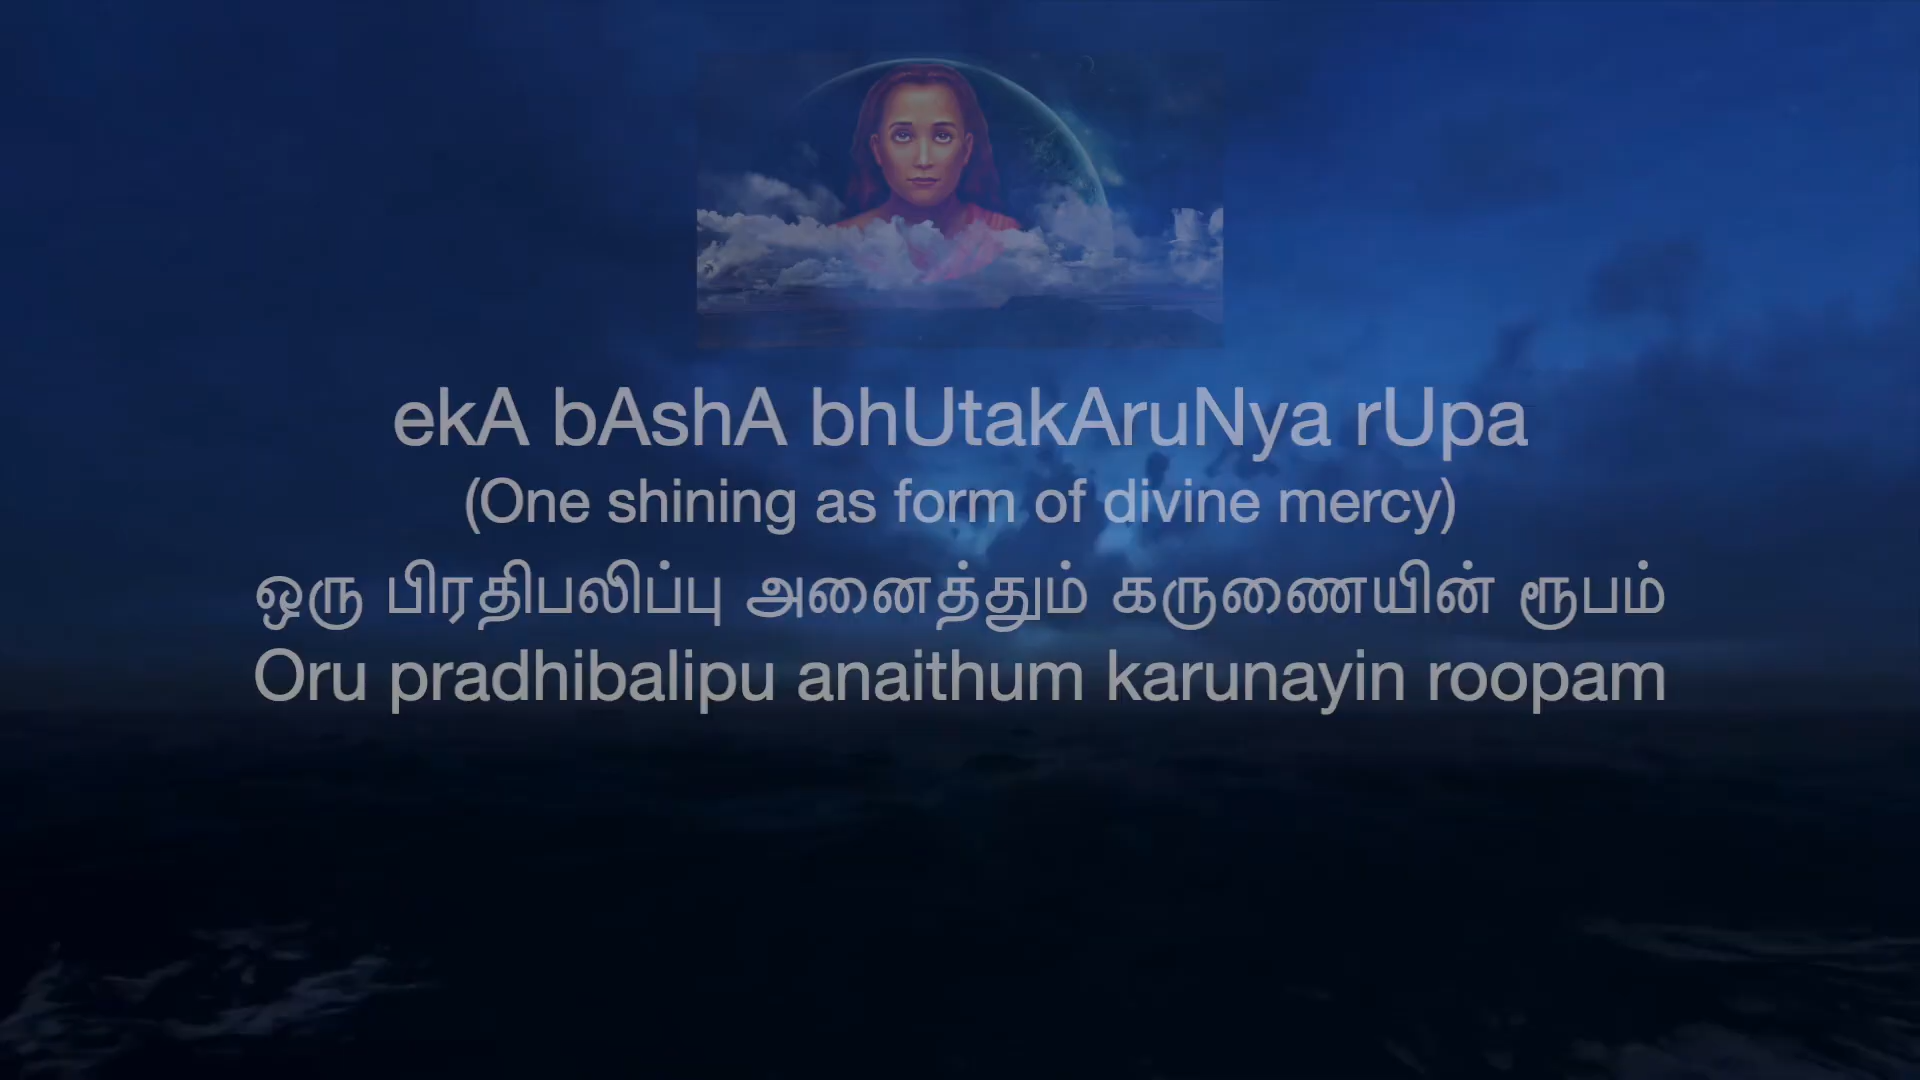 ekA bAshA bhUtakAruNya rUpa
(One shining as form of divine mercy)
ஒரு பிரதிபலிப்பு அனைத்தும் கருணையின் ரூபம்
Oru pradhibalipu anaithum karunayin roopam